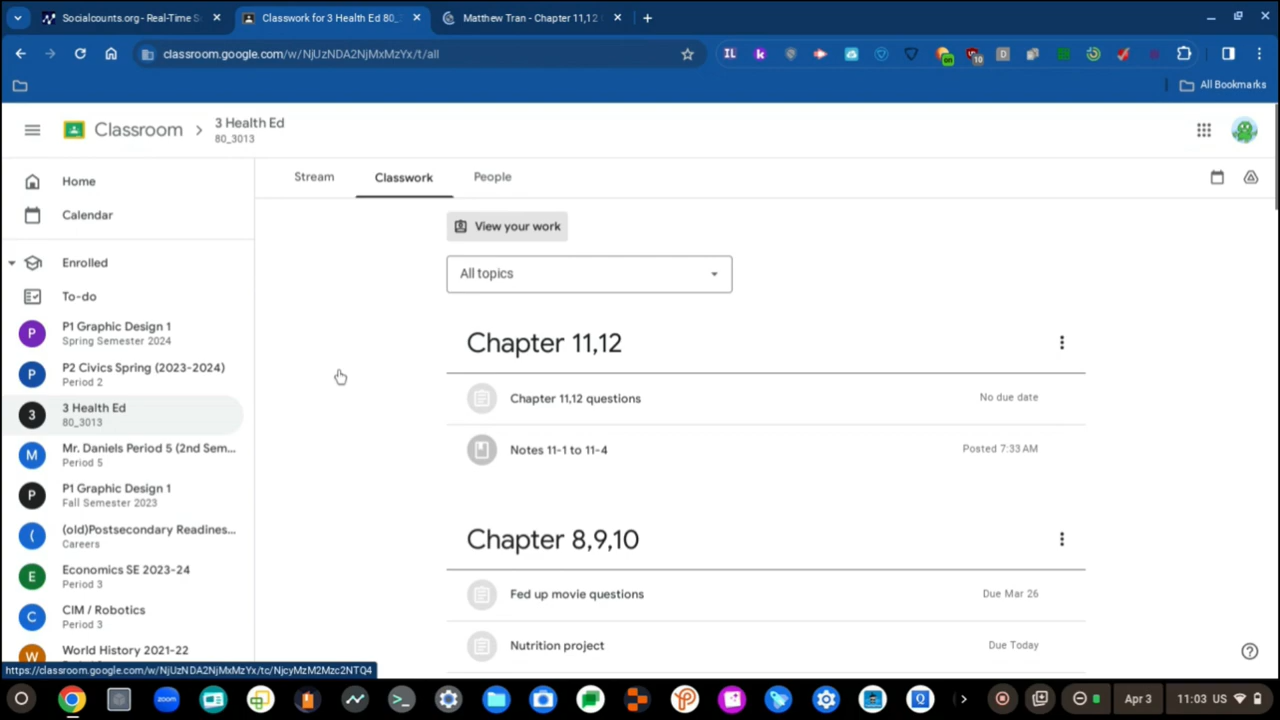 Socialcounts.org - Real-Time S
Classwork for 3 Health Ed 80_
Matthew Tran - Chapter 11,12
classroom.google.com/w/NjUzNDA2NjMxMzYx/t/all
IL
k
on
10
D
All Bookmarks
Classroom
3 Health Ed
80_3013
Home
Calendar
Enrolled
To-do
P
P1 Graphic Design 1
Spring Semester 2024
P
P2 Civics Spring (2023-2024)
Period 2
3
3 Health Ed
80_3013
M
Mr. Daniels Period 5 (2nd Sem...
Period 5
P
P1 Graphic Design 1
Fall Semester 2023
(
(old)Postsecondary Readines...
Careers
E
Economics SE 2023-24
Period 3
C
CIM / Robotics
Period 3
W
World History 2021-22
Stream
Classwork
People
View your work
All topics
Chapter 11,12
Chapter 11,12 questions
No due date
Notes 11-1 to 11-4
Posted 7:33 AM
Chapter 8,9,10
Fed up movie questions
Due Mar 26
Nutrition project
Due Today
https://classroom.google.com/w/NjUzNDA2NjMxMzYx/tc/NjcyMzM2Mzc2NTQ4
zoom
Q
Apr 3
11:03 US